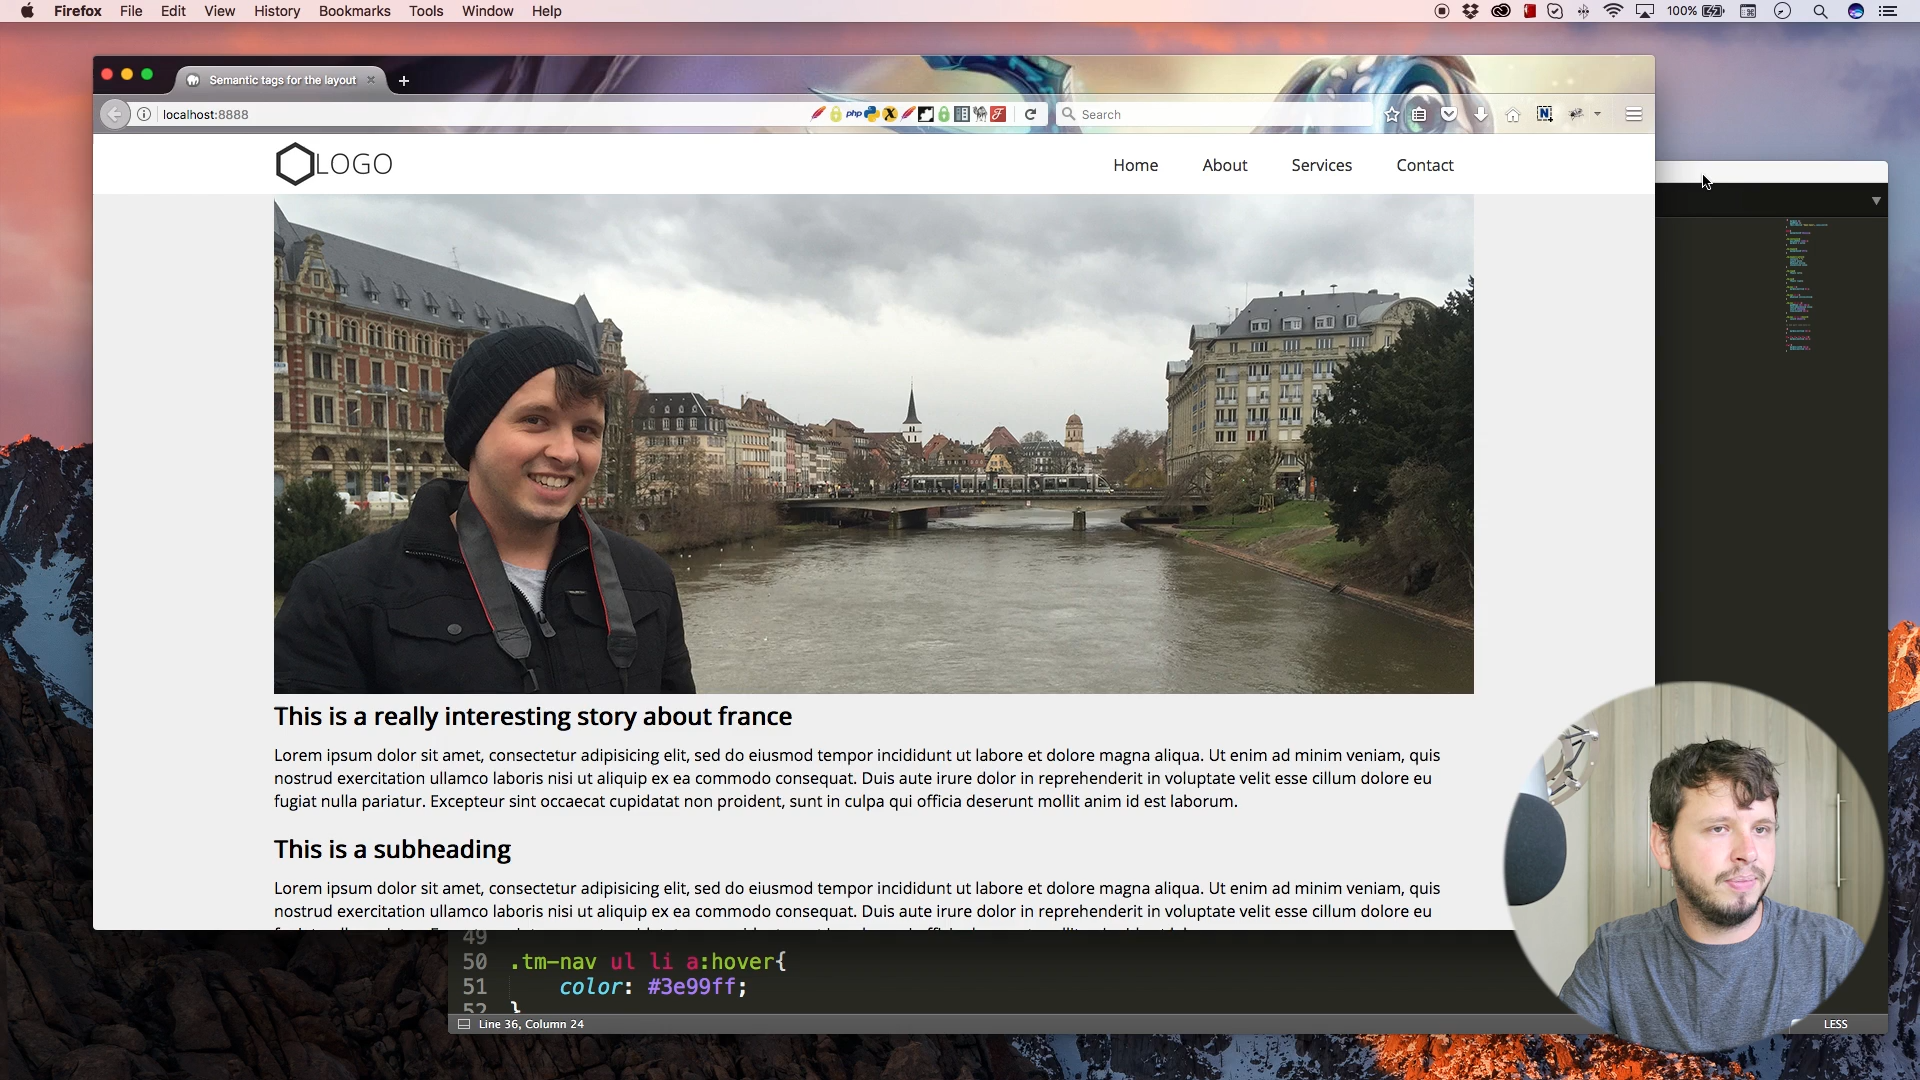 Firefox File Edit View History Bookmarks Tools Window Help 100%
Semantic tags for the layout
localhost:8888 php Search
LOGO Home About Services Contact
This is a really interesting story about france
Lorem ipsum dolor sit amet, consectetur adipisicing elit, sed do eiusmod tempor incididunt ut labore et dolore magna aliqua. Ut enim ad minim veniam, quis
nostrud exercitation ullamco laboris nisi ut aliquip ex ea commodo consequat. Duis aute irure dolor in reprehenderit in voluptate velit esse cillum dolore eu
fugiat nulla pariatur. Excepteur sint occaecat cupidatat non proident, sunt in culpa qui officia deserunt mollit anim id est laborum.
This is a subheading
Lorem ipsum dolor sit amet, consectetur adipisicing elit, sed do eiusmod tempor incididunt ut labore et dolore magna aliqua. Ut enim ad minim veniam, quis
nostrud exercitation ullamco laboris nisi ut aliquip ex ea commodo consequat. Duis aute irure dolor in reprehenderit in voluptate velit esse cillum dolore eu
49
50 .tm-nav ul li a:hover{
51 color: #3e99ff;
52 }
Line 36, Column 24 LESS